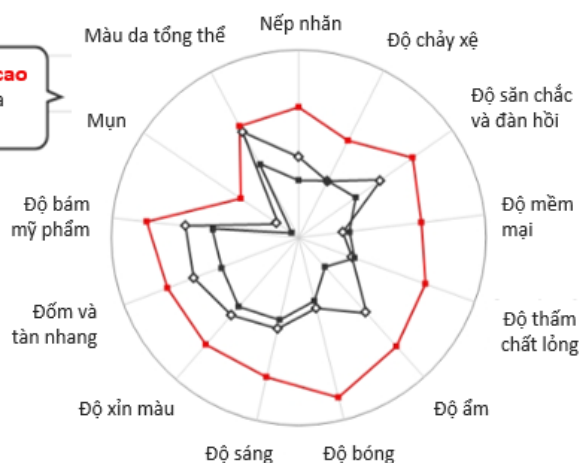 Nếp nhăn
Màu da tổng thể
Độ chảy xệ
cao
Độ săn chắc
và đàn hồi
Mụn
Độ bám
mỹ phẩm
Độ mềm
mại
Đốm và
tàn nhang
Độ thấm
chất lỏng
Độ xỉn màu
Độ ẩm
Độ sáng
Độ bóng